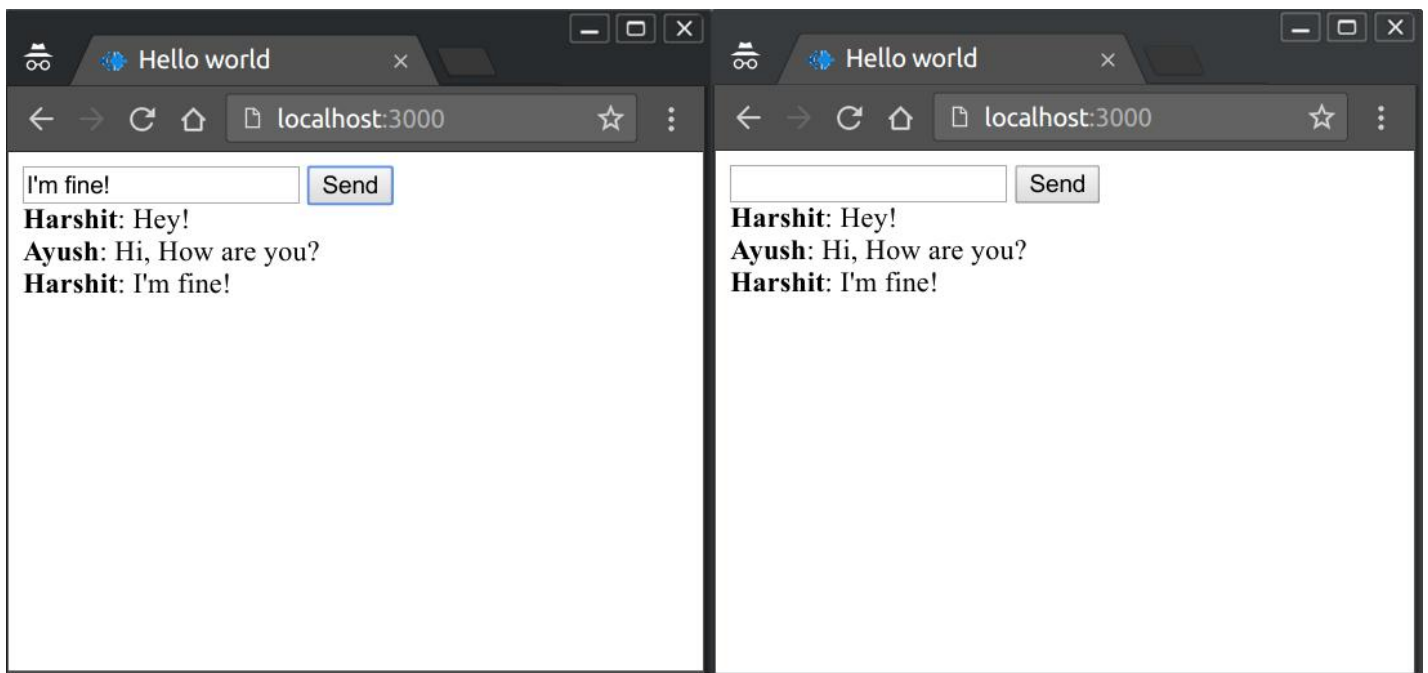 Hello world
localhost:3000
I'm fine!
Send
Harshit: Hey!
Ayush: Hi, How are you?
Harshit: I'm fine!
Hello world
localhost:3000
Send
Harshit: Hey!
Ayush: Hi, How are you?
Harshit: I'm fine!